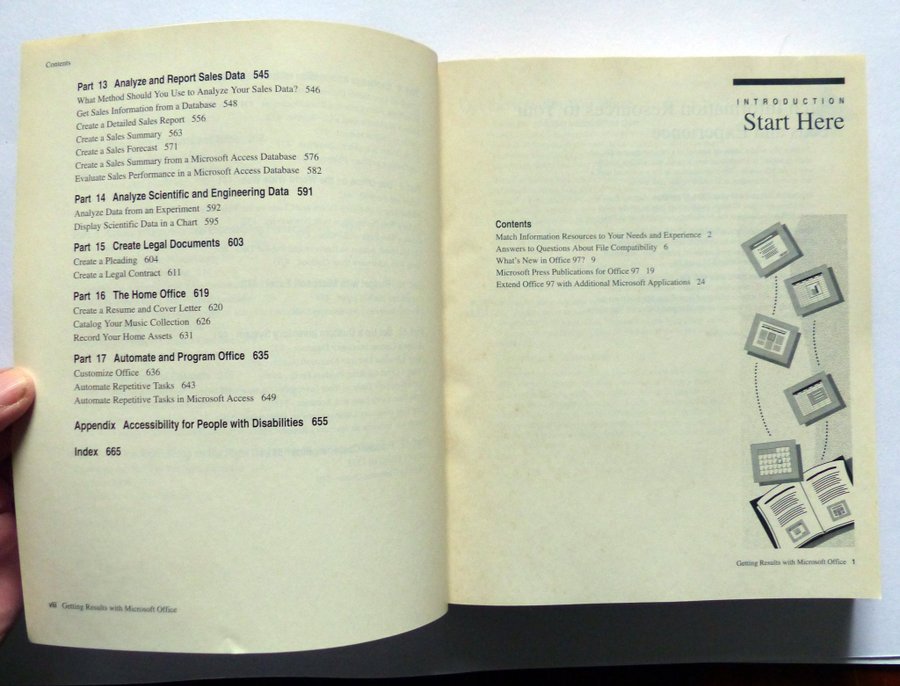 Contents
Part 13 Analyze and Report Sales Data 545
What Method Should You Use to Analyze Your Sales Data? 546
Get Sales Information from a Database 548
Create a Detailed Sales Report 556
Create a Sales Summary 563
Create a Sales Forecast 571
Create a Sales Summary from a Microsoft Access Database 576
Evaluate Sales Performance in a Microsoft Access Database 582
Part 14 Analyze Scientific and Engineering Data 591
Analyze Data from an Experiment 592
Display Scientific Data in a Chart 595
Part 15 Create Legal Documents 603
Create a Pleading 604
Create a Legal Contract 611
Part 16 The Home Office 619
Create a Resume and Cover Letter 620
Catalog Your Music Collection 626
Record Your Home Assets 631
Part 17 Automate and Program Office 635
Customize Office 636
Automate Repetitive Tasks 643
Automate Repetitive Tasks in Microsoft Access 649
Appendix Accessibility for People with Disabilities 655
Index 665
viii Getting Results with Microsoft Office
INTRODUCTION
Start Here
Contents
Match Information Resources to Your Needs and Experience 2
Answers to Questions About File Compatibility 6
What's New in Office 97? 9
Microsoft Press Publications for Office 97 19
Extend Office 97 with Additional Microsoft Applications 24
Getting Results with Microsoft Office 1